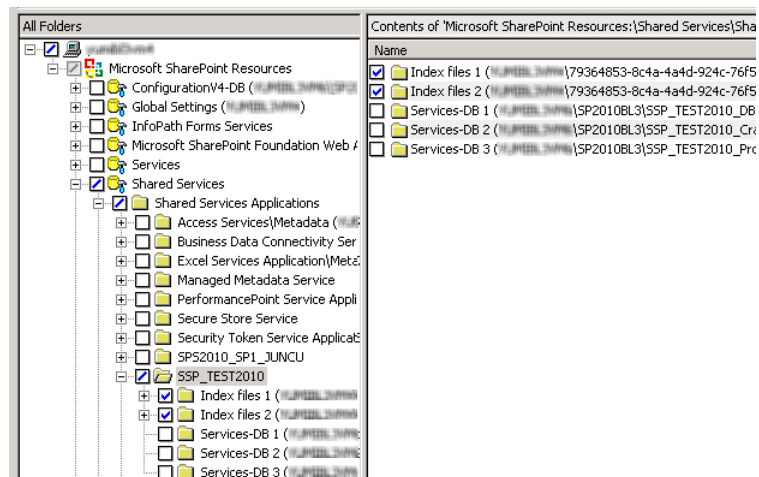 All Folders
Contents of 'Microsoft SharePoint Resources:\Shared Services\Sha
Name
Microsoft SharePoint Resources
ConfigurationV4-DB (
Global Settings ( )
InfoPath Forms Services
Microsoft SharePoint Foundation Web A
Services
Shared Services
Shared Services Applications
Access Services\Metadata (
Business Data Connectivity Ser
Excel Services Application\Meta
Managed Metadata Service
PerformancePoint Service Appli
Secure Store Service
Security Token Service Applicat
SPS2010_SP1_JUNCU
SSP_TEST2010
Index files 1 (
Index files 2 (
Services-DB 1 (
Services-DB 2 (
Services-DB 3 (
Index files 1 ( \79364853-8c4a-4a4d-924c-76f5
Index files 2 ( \79364853-8c4a-4a4d-924c-76f5
Services-DB 1 ( \SP2010BL3\SSP_TEST2010_DB
Services-DB 2 ( \SP2010BL3\SSP_TEST2010_Cra
Services-DB 3 ( \SP2010BL3\SSP_TEST2010_Pro